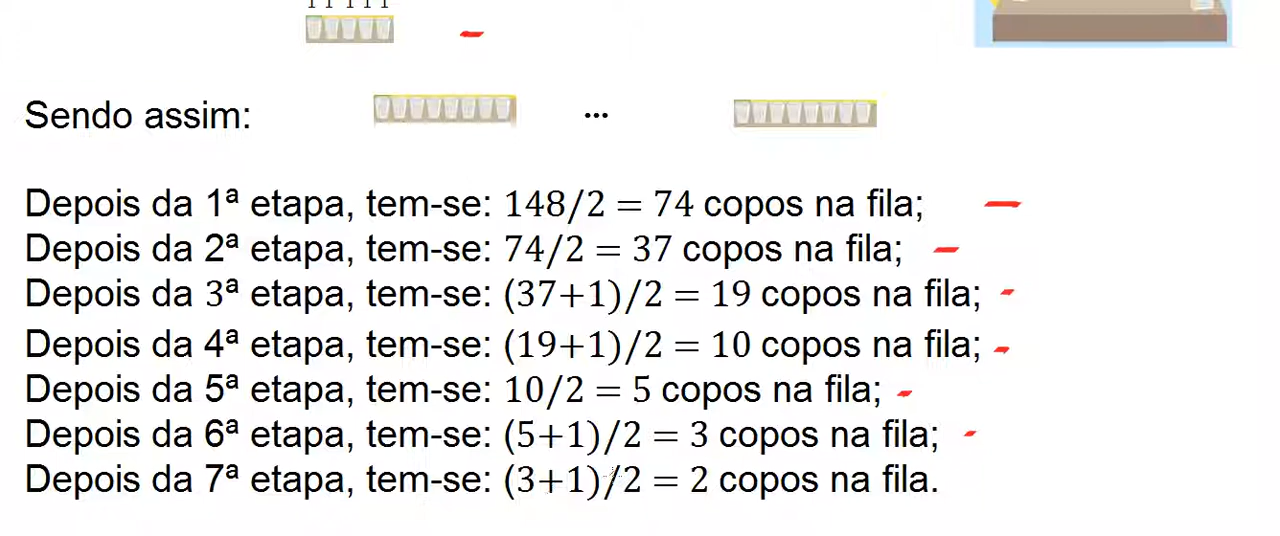 Sendo assim:
...
Depois da 1ª etapa, tem-se: 148/2 = 74 copos na fila;
Depois da 2ª etapa, tem-se: 74/2 = 37 copos na fila;
Depois da 3ª etapa, tem-se: (37+1)/2 = 19 copos na fila;
Depois da 4ª etapa, tem-se: (19+1)/2 = 10 copos na fila;
Depois da 5ª etapa, tem-se: 10/2 = 5 copos na fila;
Depois da 6ª etapa, tem-se: (5+1)/2 = 3 copos na fila;
Depois da 7ª etapa, tem-se: (3+1)/2 = 2 copos na fila.